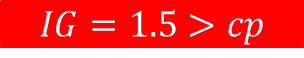 IG = 1.5 > cp